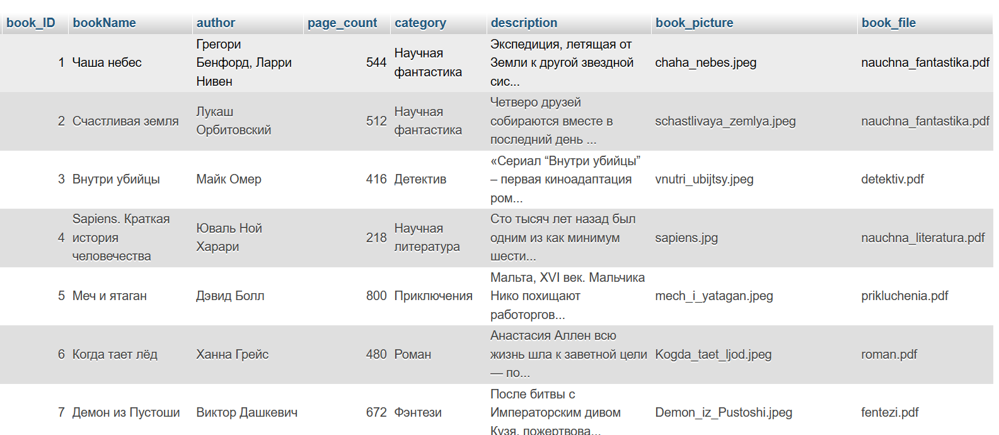 book_ID bookName author page_count category description book_picture book_file
1 Чаша небес Грегори Бенфорд, Ларри Нивен 544 Научная фантастика Экспедиция, летящая от Земли к другой звездной сис... chaha_nebes.jpeg nauchna_fantastika.pdf
2 Счастливая земля Лукаш Орбитовский 512 Научная фантастика Четверо друзей собираются вместе в последний день ... schastlivaya_zemlya.jpeg nauchna_fantastika.pdf
3 Внутри убийцы Майк Омер 416 Детектив «Сериал “Внутри убийцы” – первая киноадаптация ром... vnutri_ubijtsy.jpeg detektiv.pdf
4 Sapiens. Краткая история человечества Юваль Ной Харари 218 Научная литература Сто тысяч лет назад был одним из как минимум шести... sapiens.jpg nauchna_literatura.pdf
5 Меч и ятаган Дэвид Болл 800 Приключения Мальта, XVI век. Мальчика Нико похищают работоргов... mech_i_yatagan.jpeg prikluchenia.pdf
6 Когда тает лёд Ханна Грейс 480 Роман Анастасия Аллен всю жизнь шла к заветной цели — по... Kogda_taet_ljod.jpeg roman.pdf
7 Демон из Пустоши Виктор Дашкевич 672 Фэнтези После битвы с Императорским дивом Кузя, пожертвова... Demon_iz_Pustoshi.jpeg fentezi.pdf